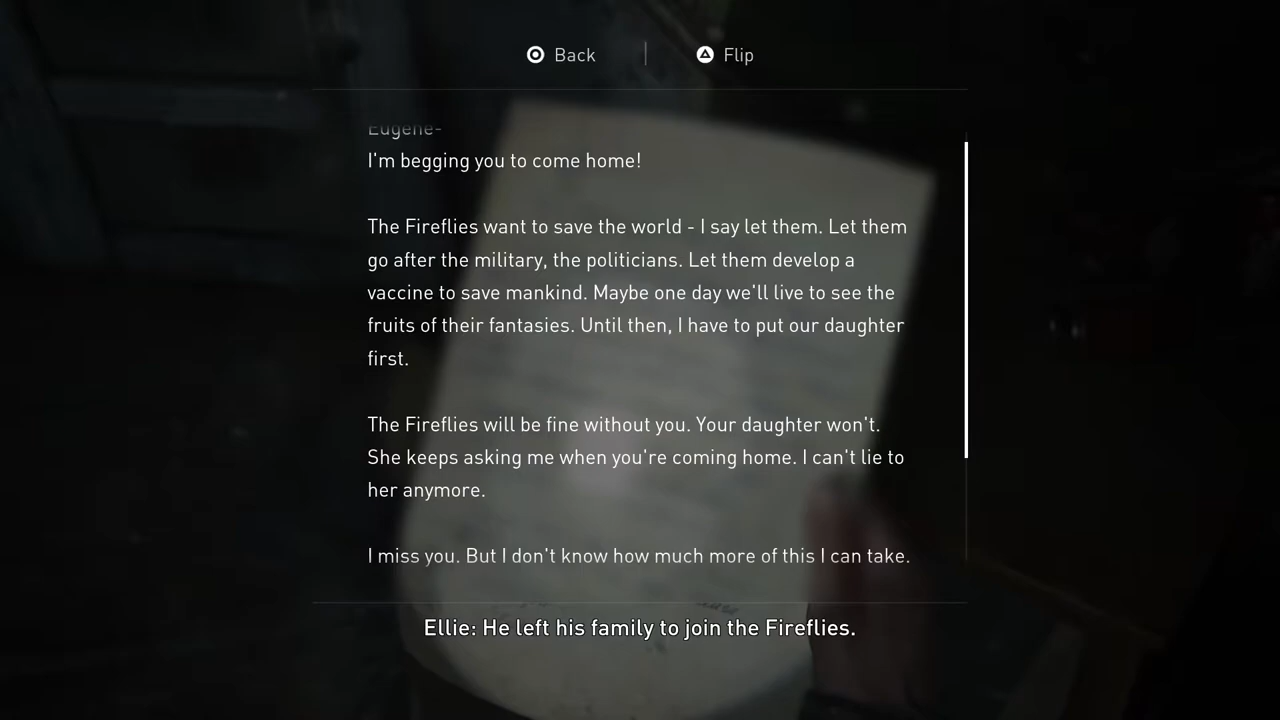 Back
Flip
Eugene-
I'm begging you to come home!
The Fireflies want to save the world - I say let them. Let them
go after the military, the politicians. Let them develop a
vaccine to save mankind. Maybe one day we'll live to see the
fruits of their fantasies. Until then, I have to put our daughter
first.
The Fireflies will be fine without you. Your daughter won't.
She keeps asking me when you're coming home. I can't lie to
her anymore.
I miss you. But I don't know how much more of this I can take.
Ellie: He left his family to join the Fireflies.